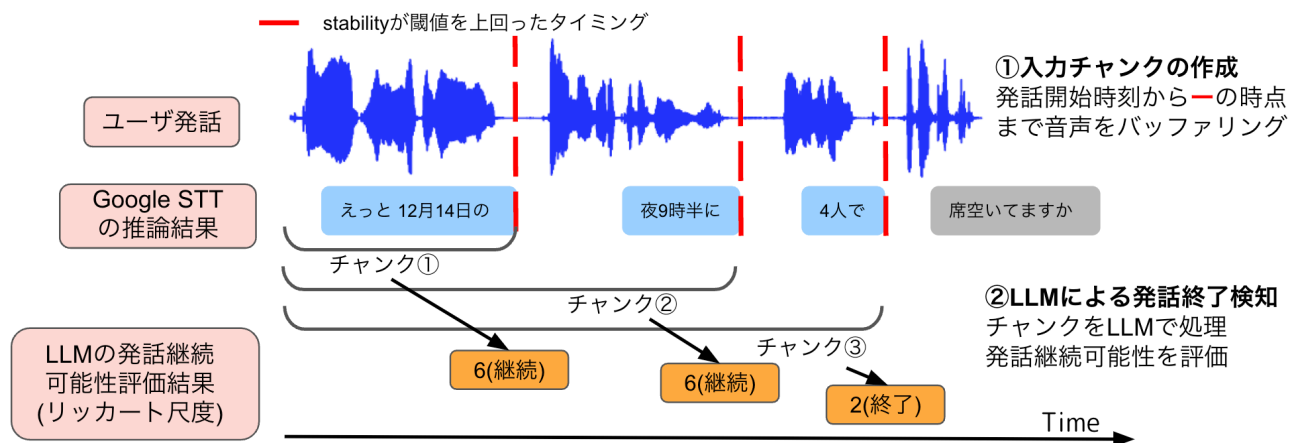 stabilityが閾値を上回ったタイミング
ユーザ発話
①入力チャンクの作成
発話開始時刻からーの時点
まで音声をバッファリング
Google STT
の推論結果
えっと 12月14日の
夜9時半に
4人で
席空いてますか
チャンク①
チャンク②
チャンク③
②LLMによる発話終了検知
チャンクをLLMで処理
発話継続可能性を評価
LLMの発話継続
可能性評価結果
(リッカート尺度)
6(継続)
6(継続)
2(終了)
Time